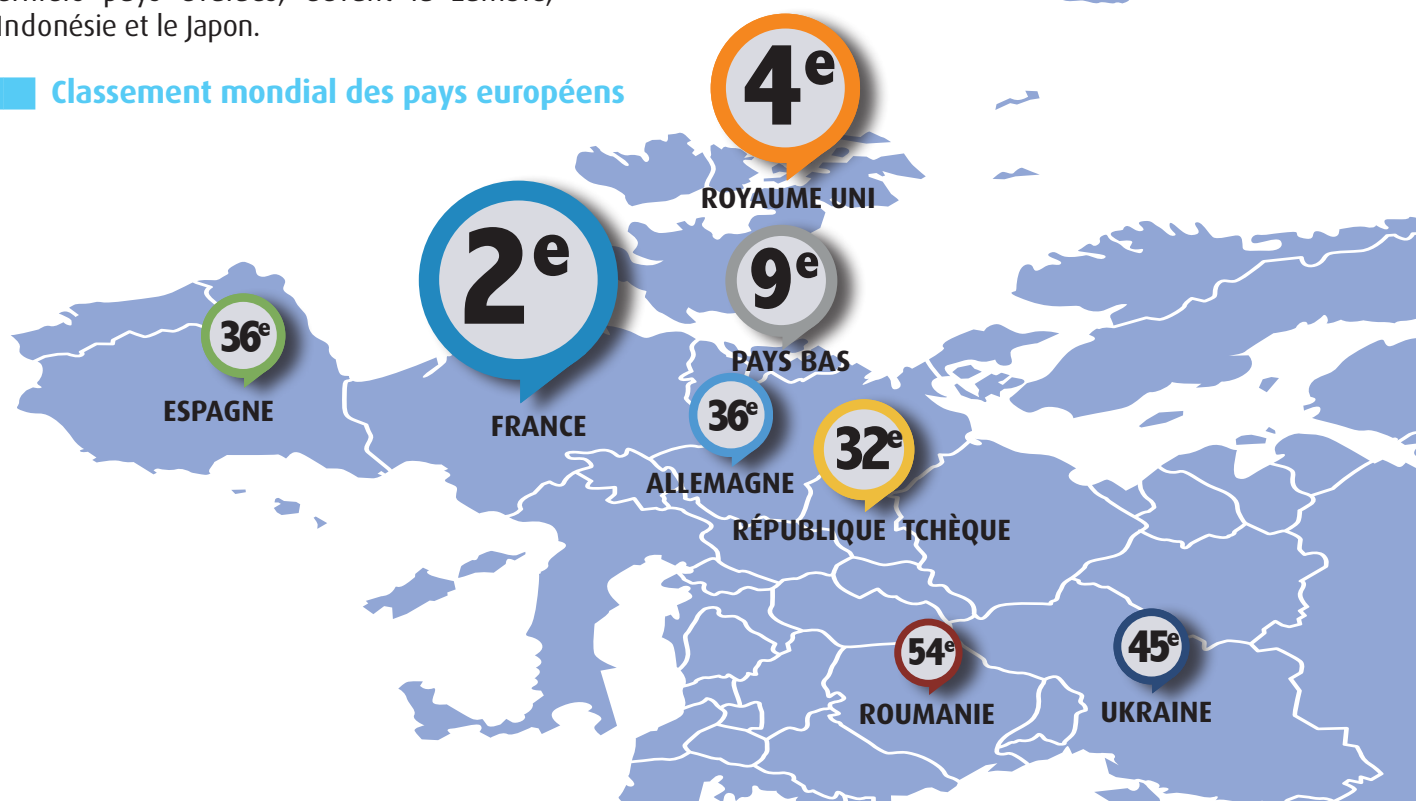 Indonésie et le Japon.
Classement mondial des pays européens
4e
ROYAUME UNI
2e
FRANCE
9e
PAYS BAS
36e
ESPAGNE
36e
ALLEMAGNE
32e
RÉPUBLIQUE TCHÈQUE
54e
ROUMANIE
45e
UKRAINE